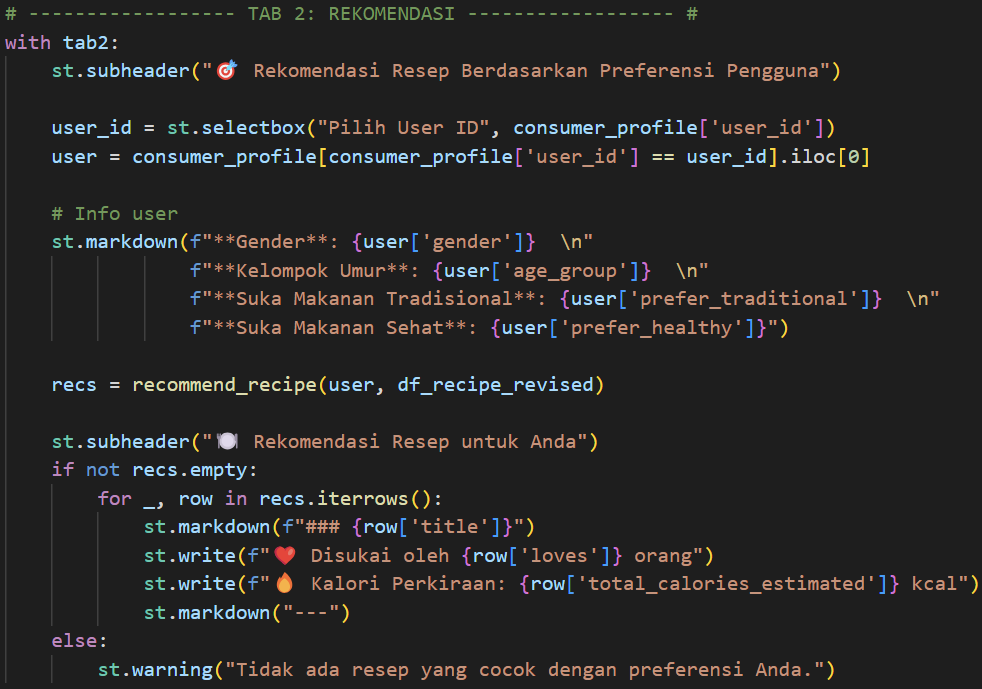 # ------------------ TAB 2: REKOMENDASI ------------------ #
with tab2:
    st.subheader("🎯 Rekomendasi Resep Berdasarkan Preferensi Pengguna")
    user_id = st.selectbox("Pilih User ID", consumer_profile['user_id'])
    user = consumer_profile[consumer_profile['user_id'] == user_id].iloc[0]
    # Info user
    st.markdown(f"**Gender**: {user['gender']}  \n"
                f"**Kelompok Umur**: {user['age_group']}  \n"
                f"**Suka Makanan Tradisional**: {user['prefer_traditional']}  \n"
                f"**Suka Makanan Sehat**: {user['prefer_healthy']}")
    recs = recommend_recipe(user, df_recipe_revised)
    st.subheader("🍽️ Rekomendasi Resep untuk Anda")
    if not recs.empty:
        for _, row in recs.iterrows():
            st.markdown(f"### {row['title']}")
            st.write(f"❤️ Disukai oleh {row['loves']} orang")
            st.write(f"🔥 Kalori Perkiraan: {row['total_calories_estimated']} kcal")
            st.markdown("---")
    else:
        st.warning("Tidak ada resep yang cocok dengan preferensi Anda.")